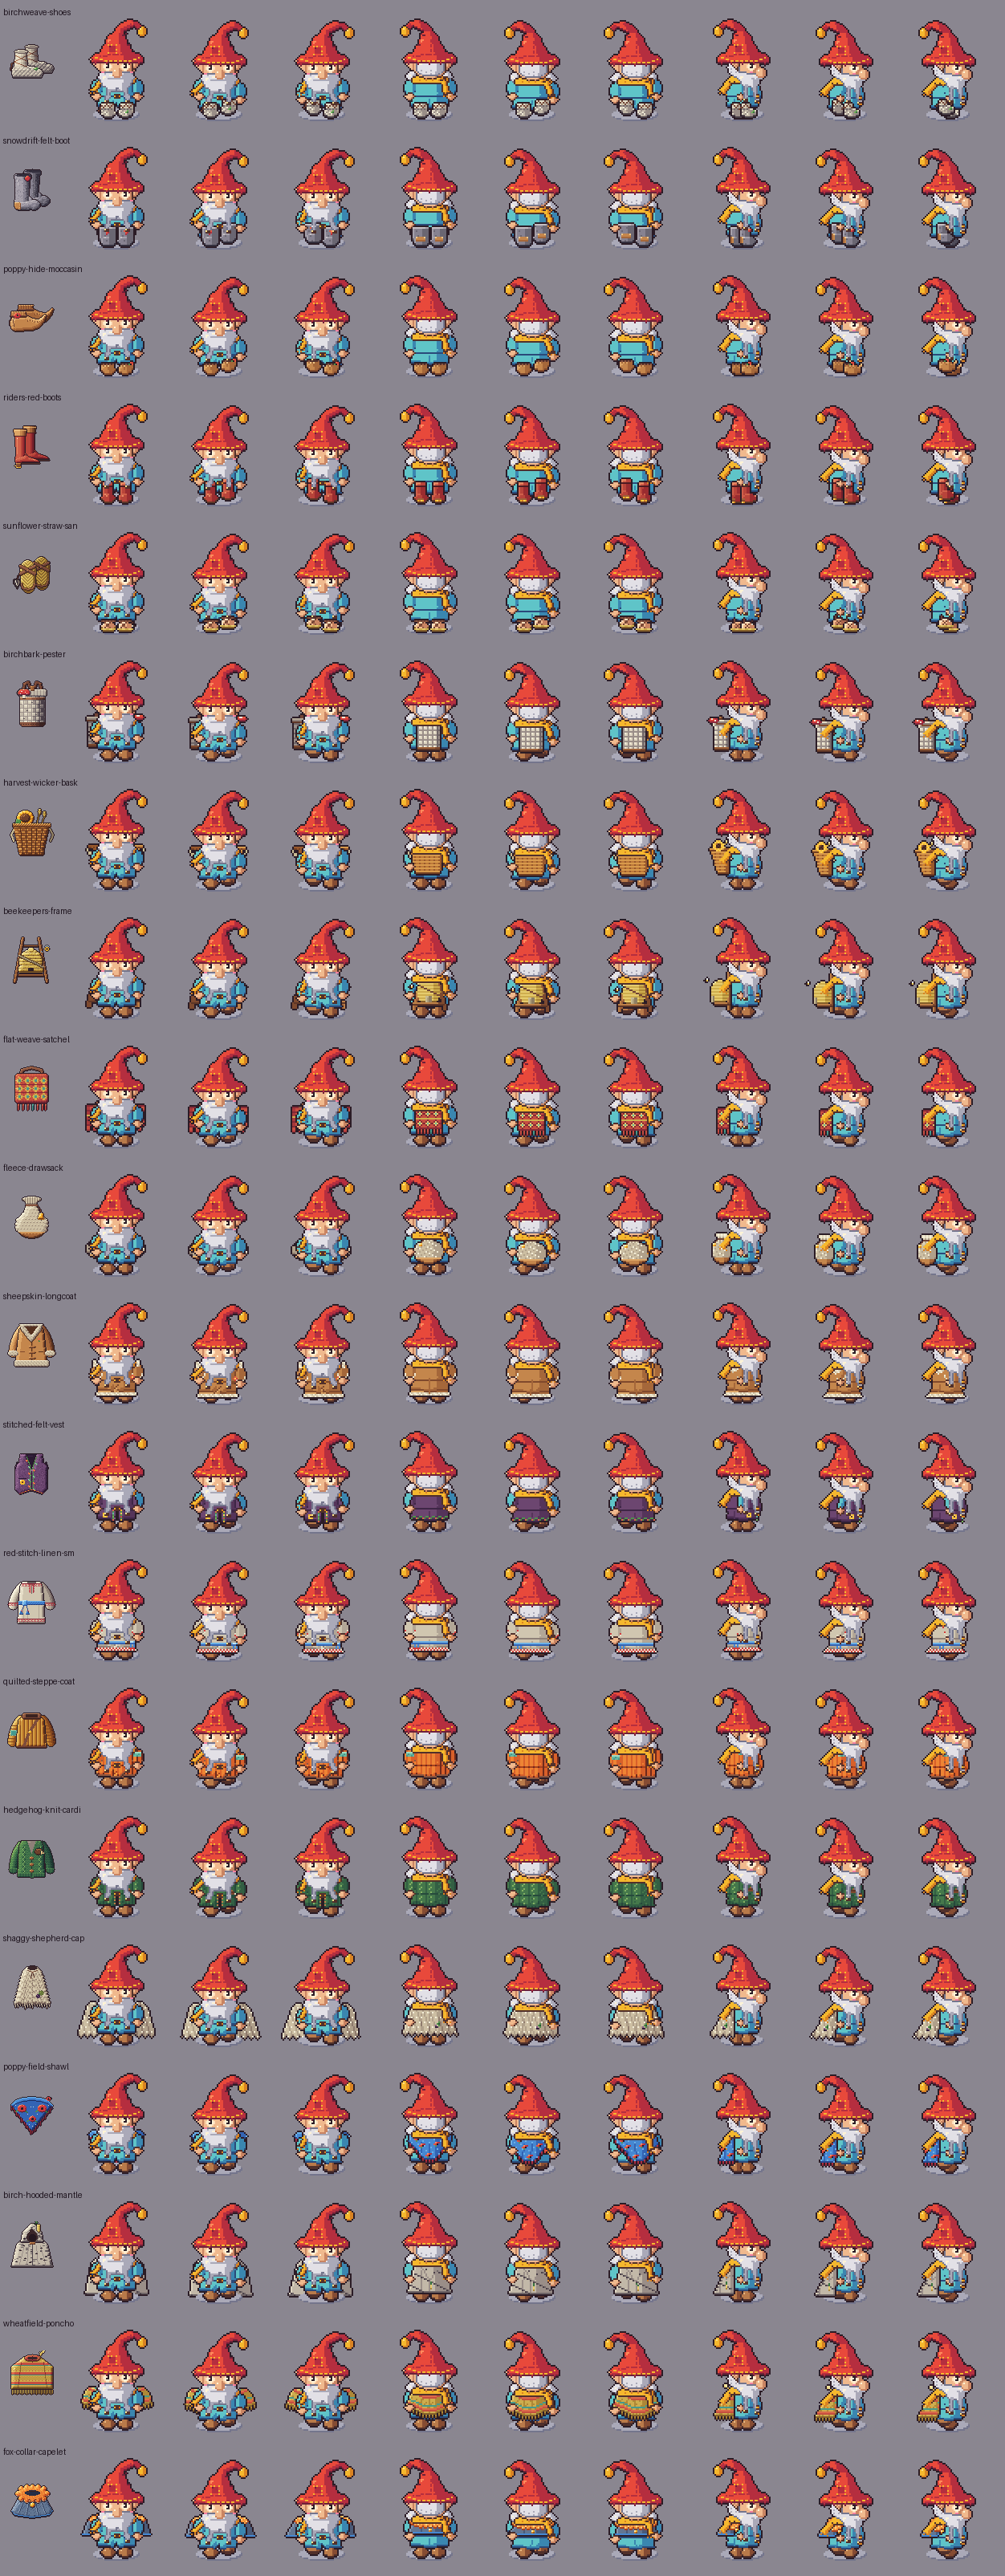 birchweave-shoes
snowdrift-felt-boot
poppy-hide-moccasin
riders-red-boots
sunflower-straw-san
birchbark-pester
harvest-wicker-bask
beekeepers-frame
flat-weave-satchel
fleece-drawsack
sheepskin-longcoat
stitched-felt-vest
red-stitch-linen-sm
quilted-steppe-coat
hedgehog-knit-cardi
shaggy-shepherd-cap
poppy-field-shawl
birch-hooded-mantle
wheatfield-poncho
fox-collar-capelet